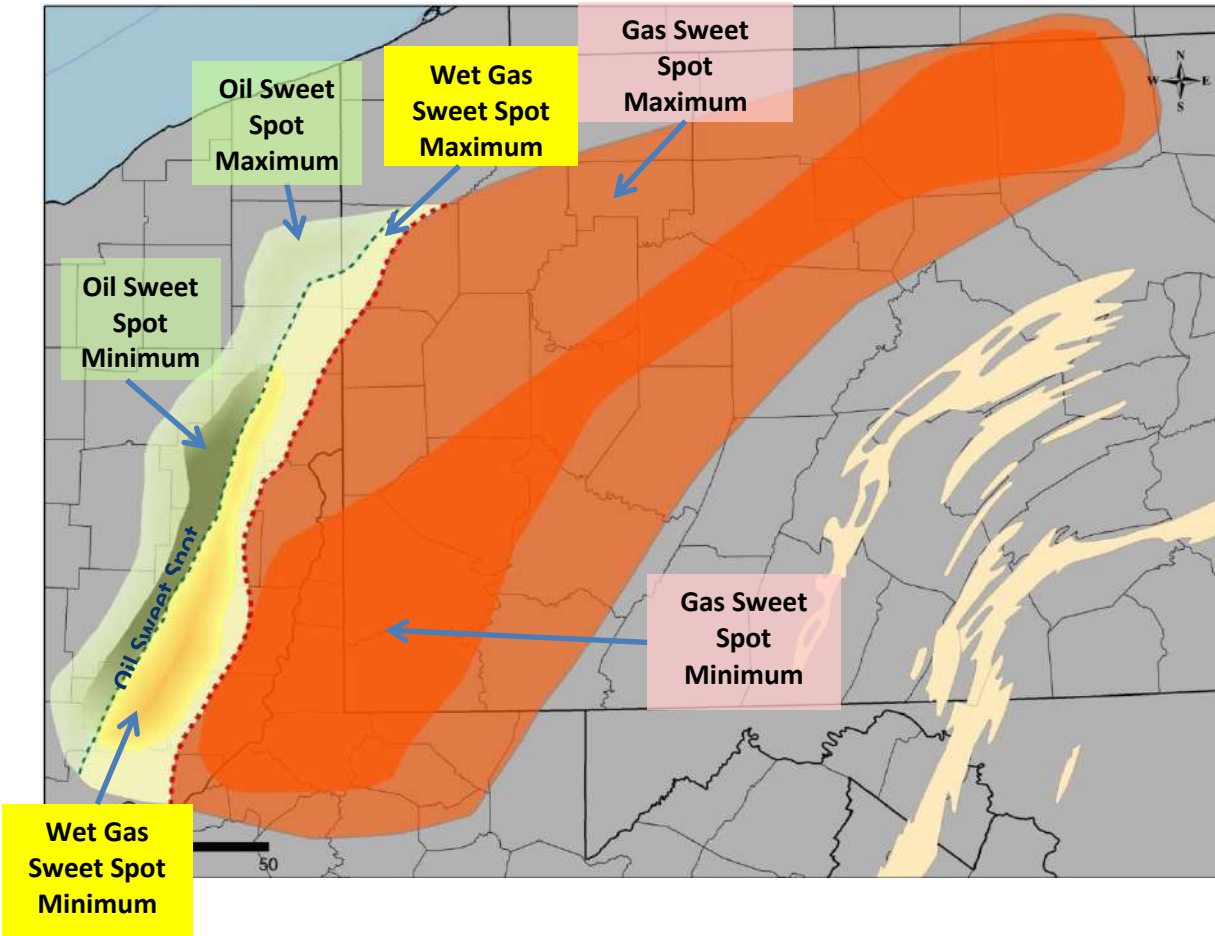 Gas Sweet
Spot
Maximum
Wet Gas
Sweet Spot
Maximum
Oil Sweet
Spot
Maximum
N
W E
S
Oil Sweet
Spot
Minimum
Oil Sweet Spot
Gas Sweet
Spot
Minimum
Wet Gas
Sweet Spot
Minimum
50